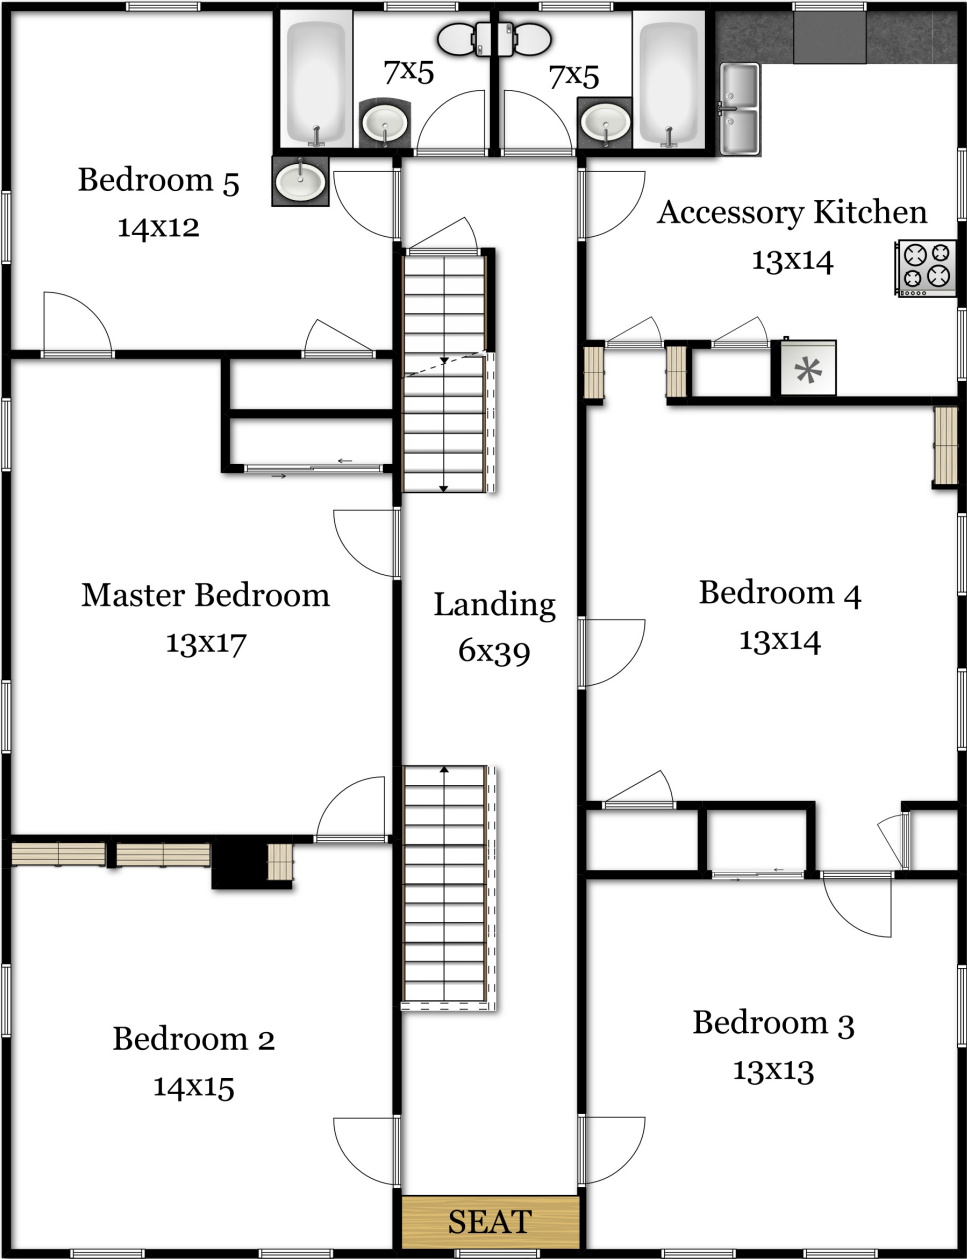 7x5
7x5
Bedroom 5
14x12
Accessory Kitchen
13x14
Master Bedroom
13x17
Landing
6x39
Bedroom 4
13x14
Bedroom 2
14x15
Bedroom 3
13x13
SEAT